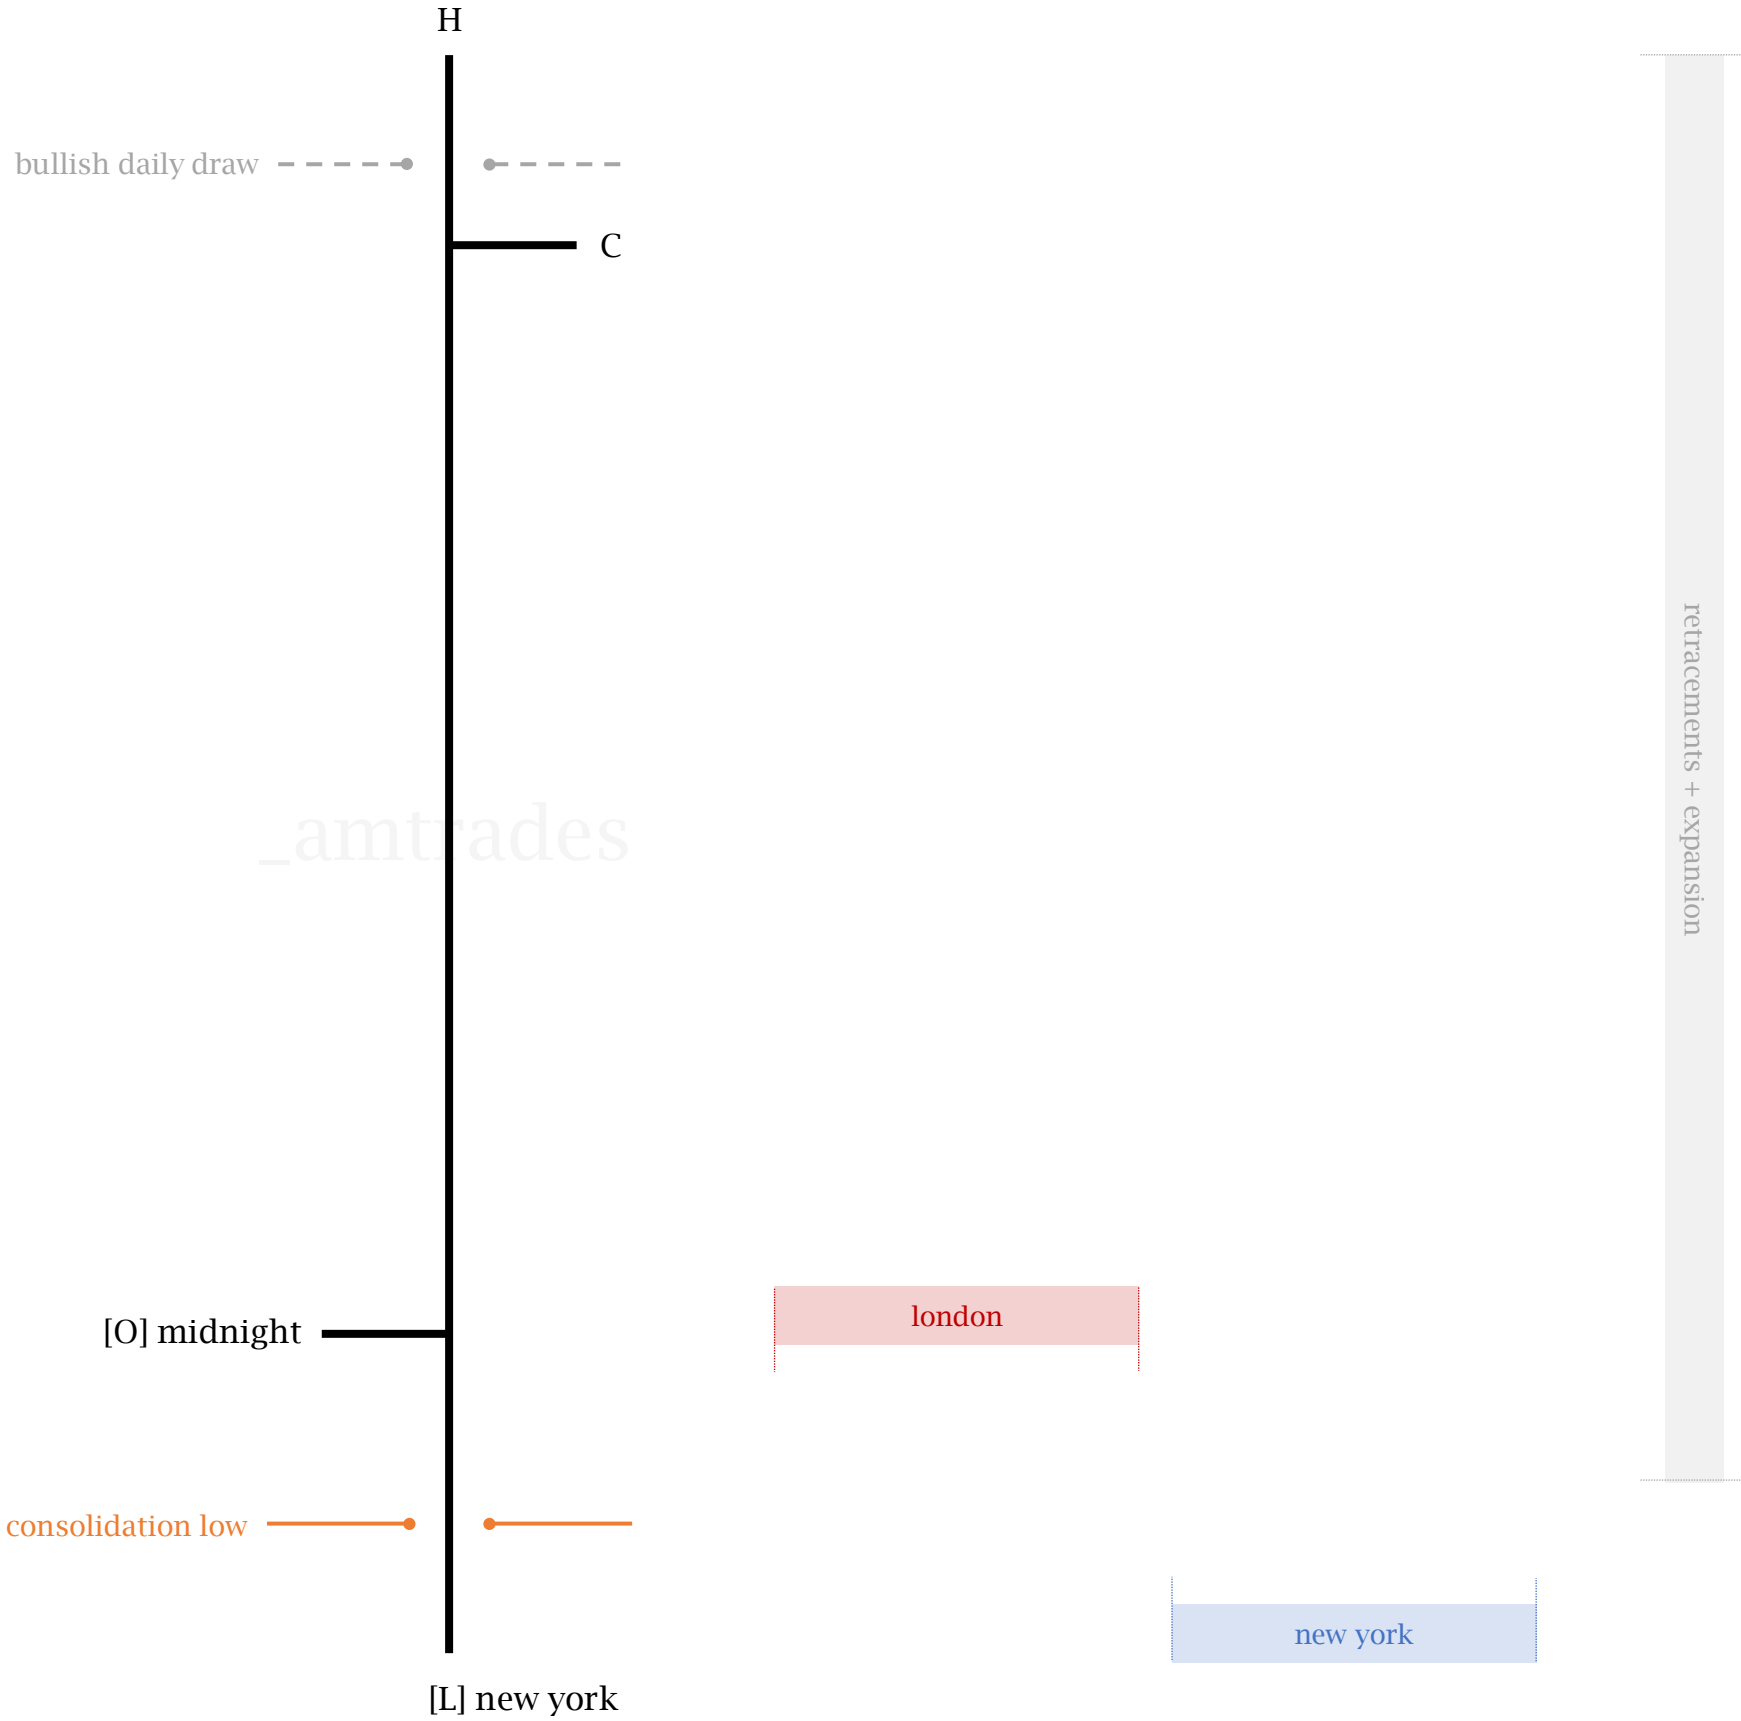 H
bullish daily draw
C
retracements + expansion
_amtrades
[O] midnight
london
consolidation low
new york
[L] new york